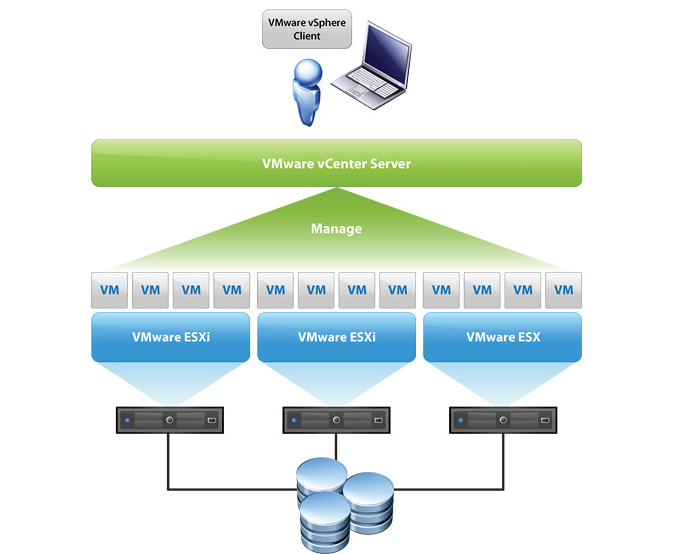 VMware vSphere
Client
VMware vCenter Server
Manage
VM VM VM VM VM VM VM VM VM VM VM VM
VMware ESXi VMware ESXi VMware ESX